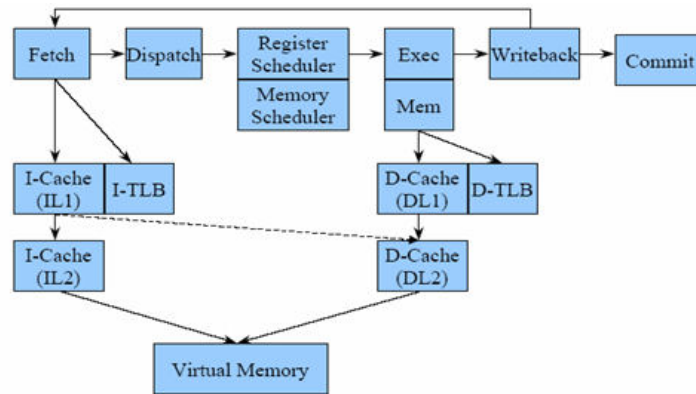 Fetch
Dispatch
Register
Scheduler
Memory
Scheduler
Exec
Mem
Writeback
Commit
I-Cache
(IL1)
I-TLB
D-Cache
(DL1)
D-TLB
I-Cache
(IL2)
D-Cache
(DL2)
Virtual Memory